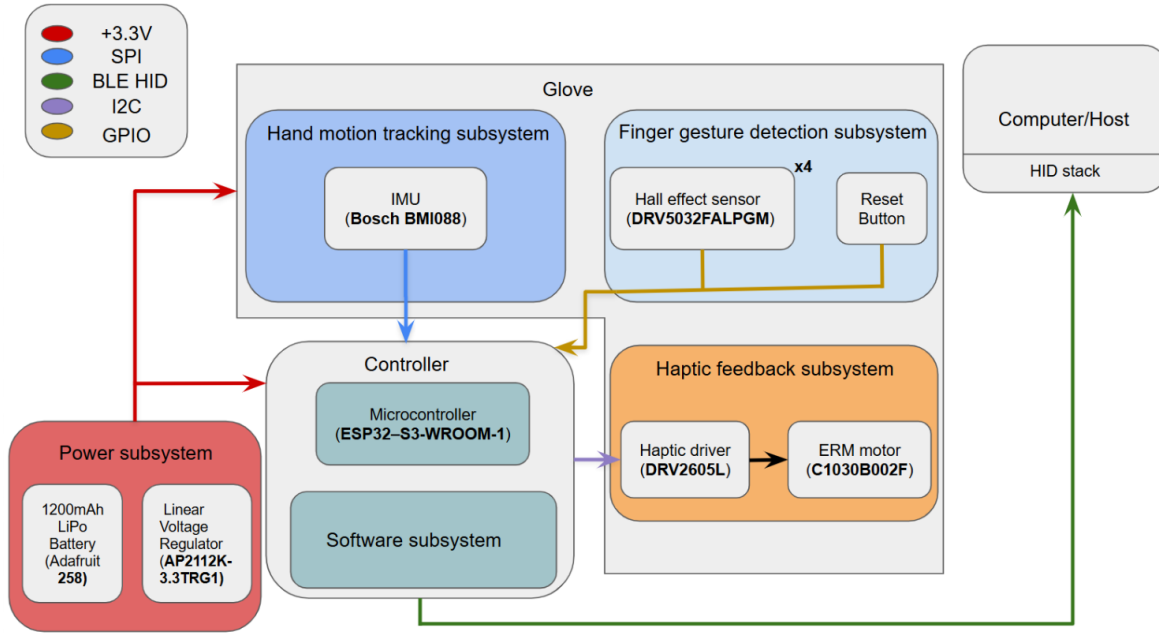 +3.3V
SPI
BLE HID
I2C
GPIO
Glove
Hand motion tracking subsystem
IMU
(Bosch BMI088)
Finger gesture detection subsystem
x4
Hall effect sensor
(DRV5032FALPGM)
Reset
Button
Computer/Host
HID stack
Controller
Microcontroller
(ESP32–S3-WROOM-1)
Software subsystem
Haptic feedback subsystem
Haptic driver
(DRV2605L)
ERM motor
(C1030B002F)
Power subsystem
1200mAh
LiPo
Battery
(Adafruit
258)
Linear
Voltage
Regulator
(AP2112K-
3.3TRG1)